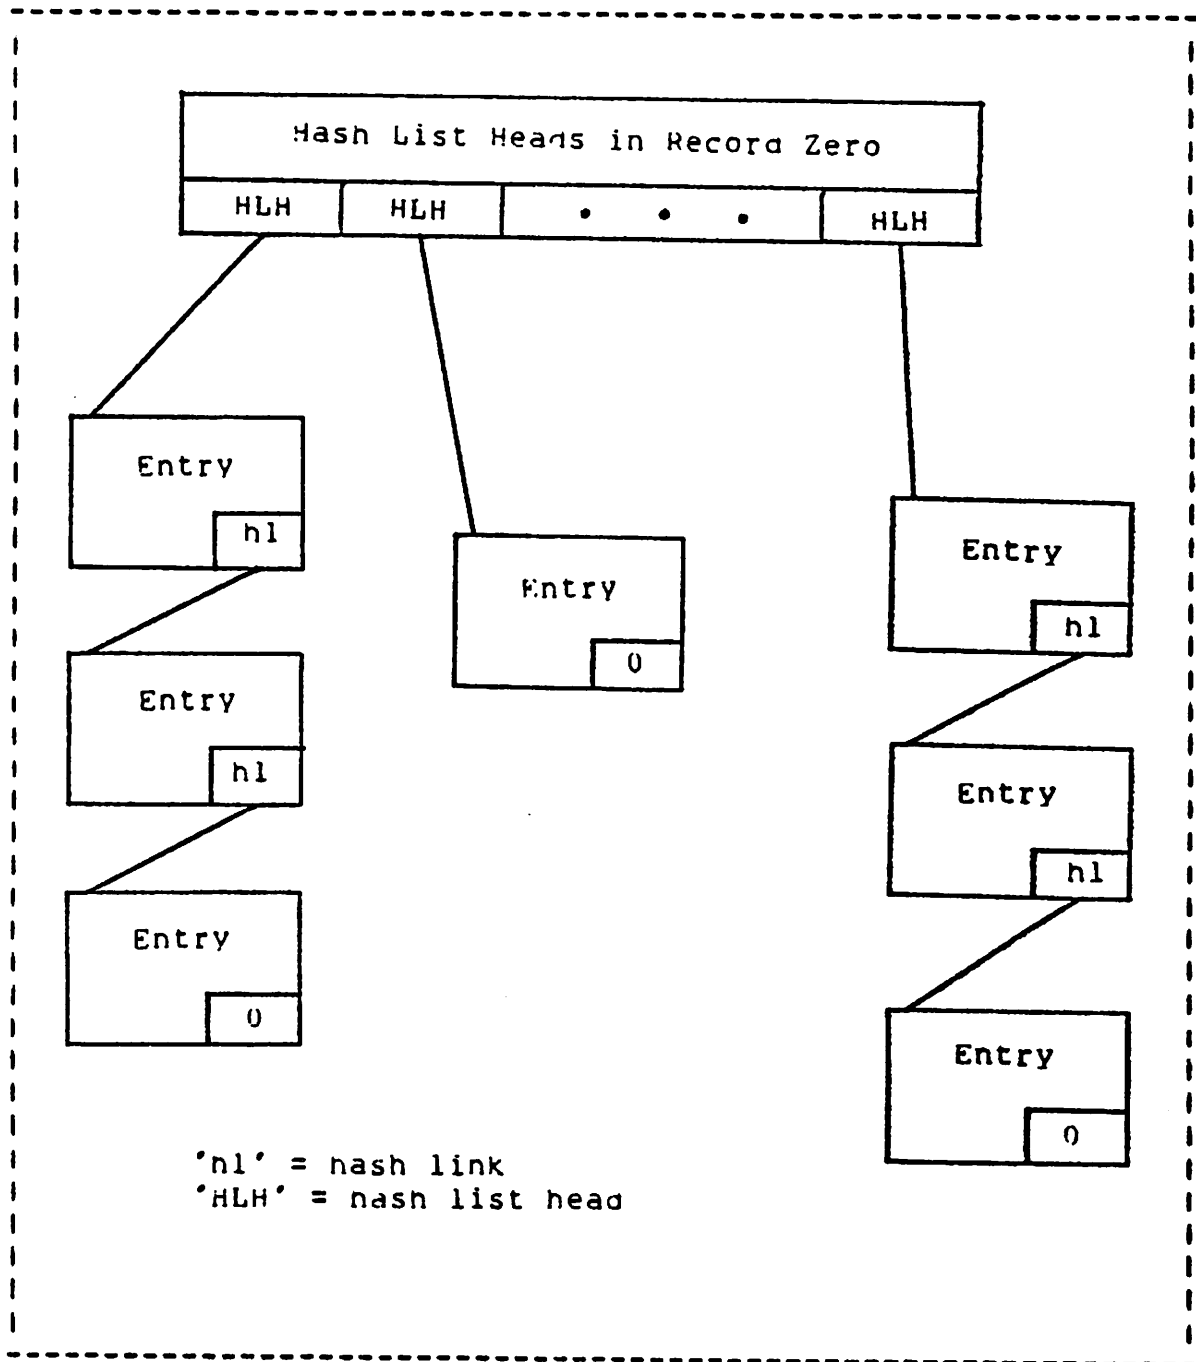 Hash List Heads in Record Zero
HLH HLH . . . HLH
Entry
hl
Entry
hl
Entry
0
Entry
0
Entry
hl
Entry
hl
Entry
0
'hl' = hash link
'HLH' = hash list head